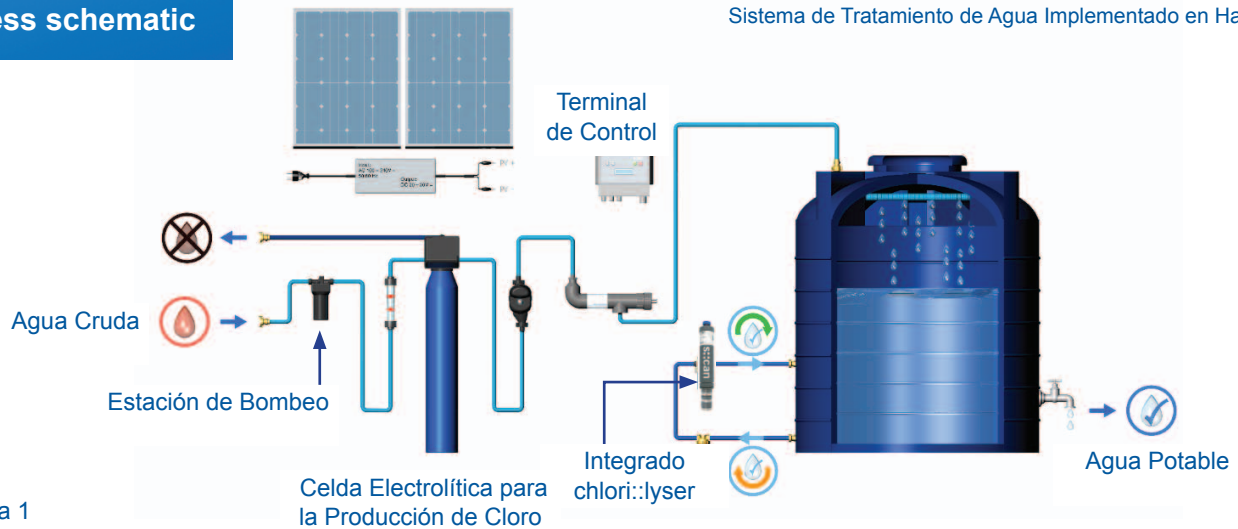 ess schematic
Sistema de Tratamiento de Agua Implementado en Ha
Terminal
de Control
Agua Cruda
Estación de Bombeo
s::can
Integrado
chlori::lyser
Agua Potable
Celda Electrolítica para
la Producción de Cloro
a 1